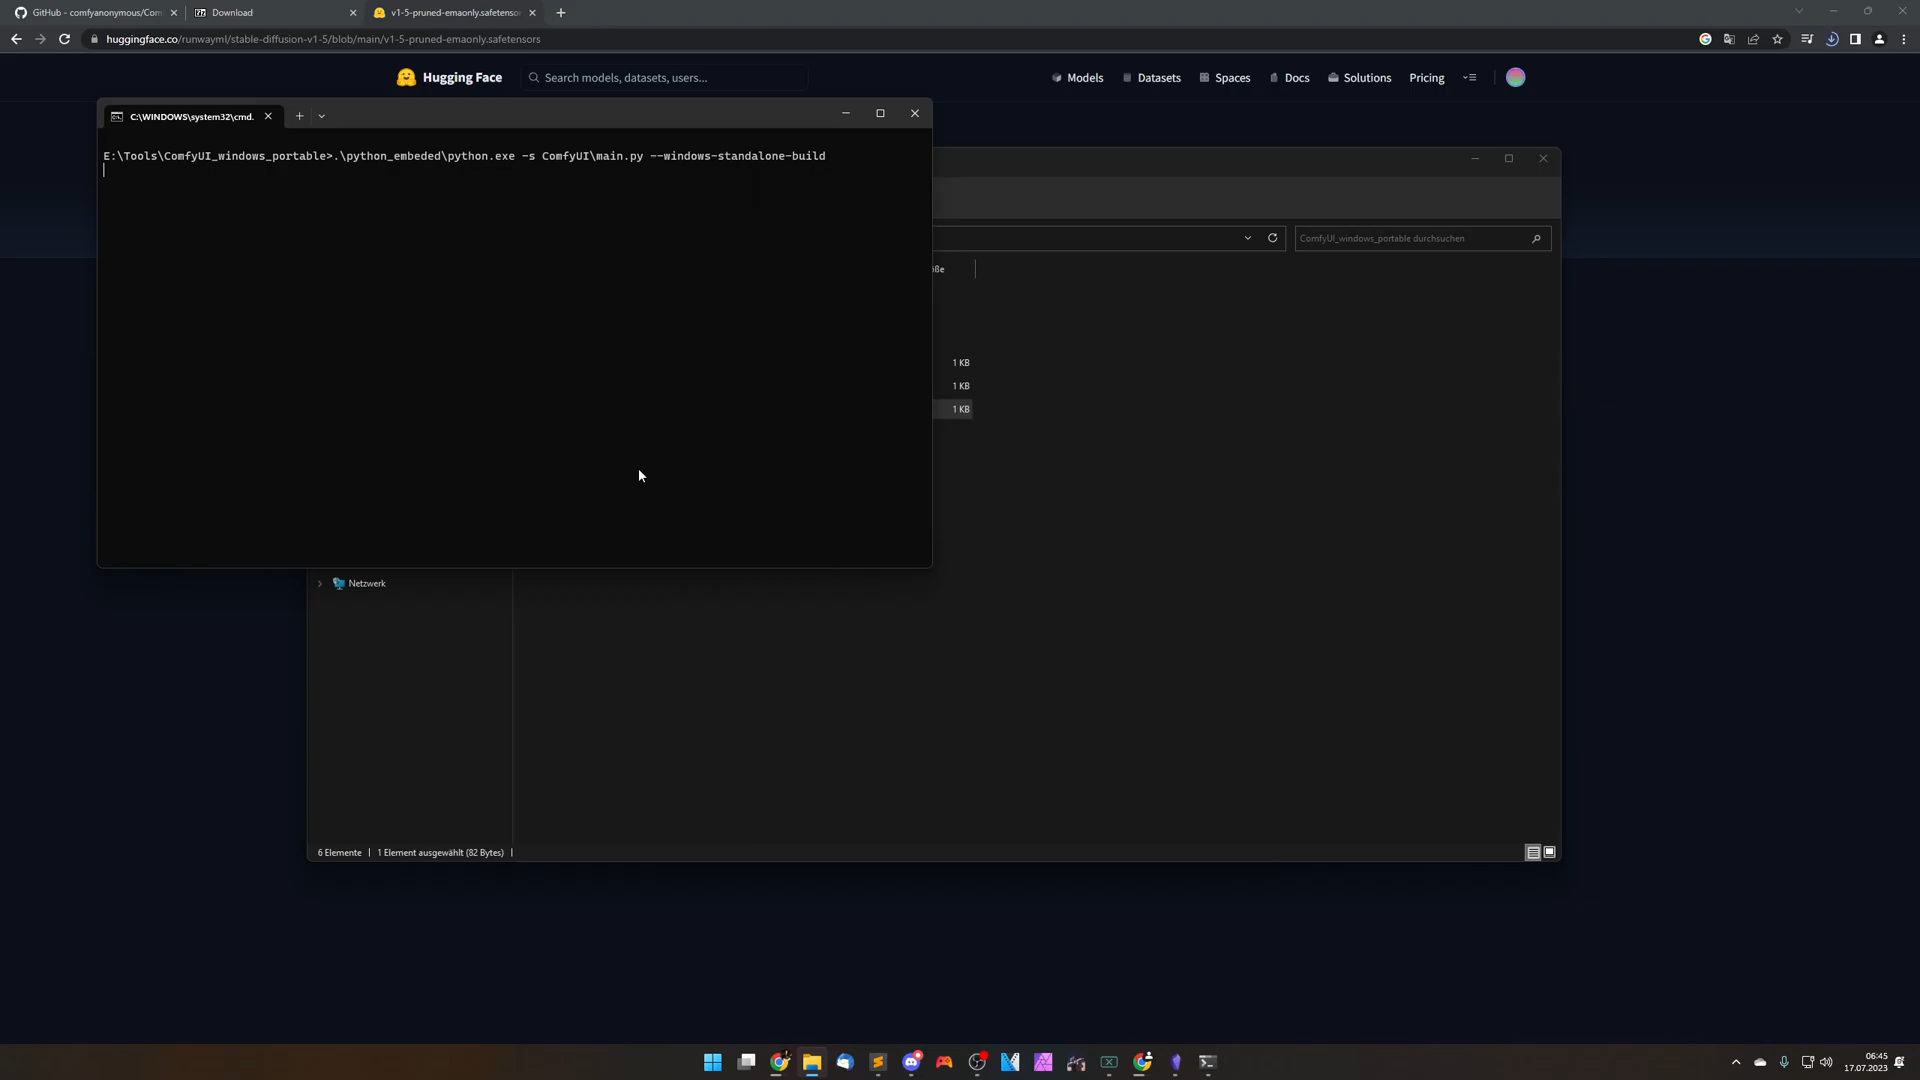 GitHub - comfyanonymous/Com
Download
v1-5-pruned-emaonly.safetensor
huggingface.co/runwayml/stable-diffusion-v1-5/blob/main/v1-5-pruned-emaonly.safetensors
Hugging Face
Search models, datasets, users...
Models
Datasets
Spaces
Docs
Solutions
Pricing
C:\WINDOWS\system32\cmd.
E:\Tools\ComfyUI_windows_portable>.\python_embeded\python.exe -s ComfyUI\main.py --windows-standalone-build
ComfyUI_windows_portable durchsuchen
öße
1 KB
1 KB
1 KB
Netzwerk
6 Elemente
1 Element ausgewählt (82 Bytes)
06:45
17.07.2023